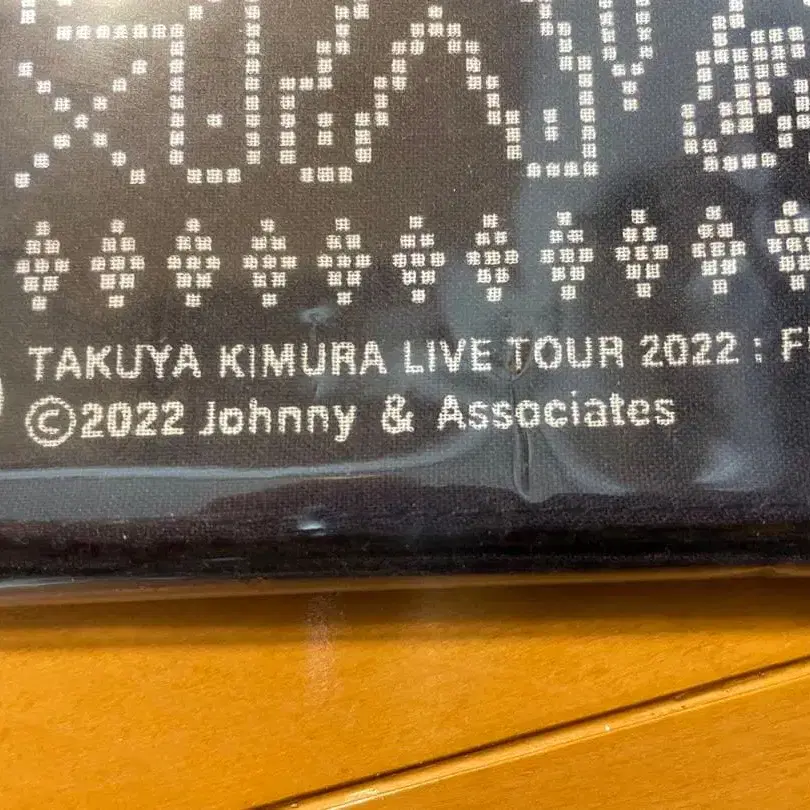 TAKUYA KIMURA LIVE TOUR 2022 :
©2022 Johnny & Associates